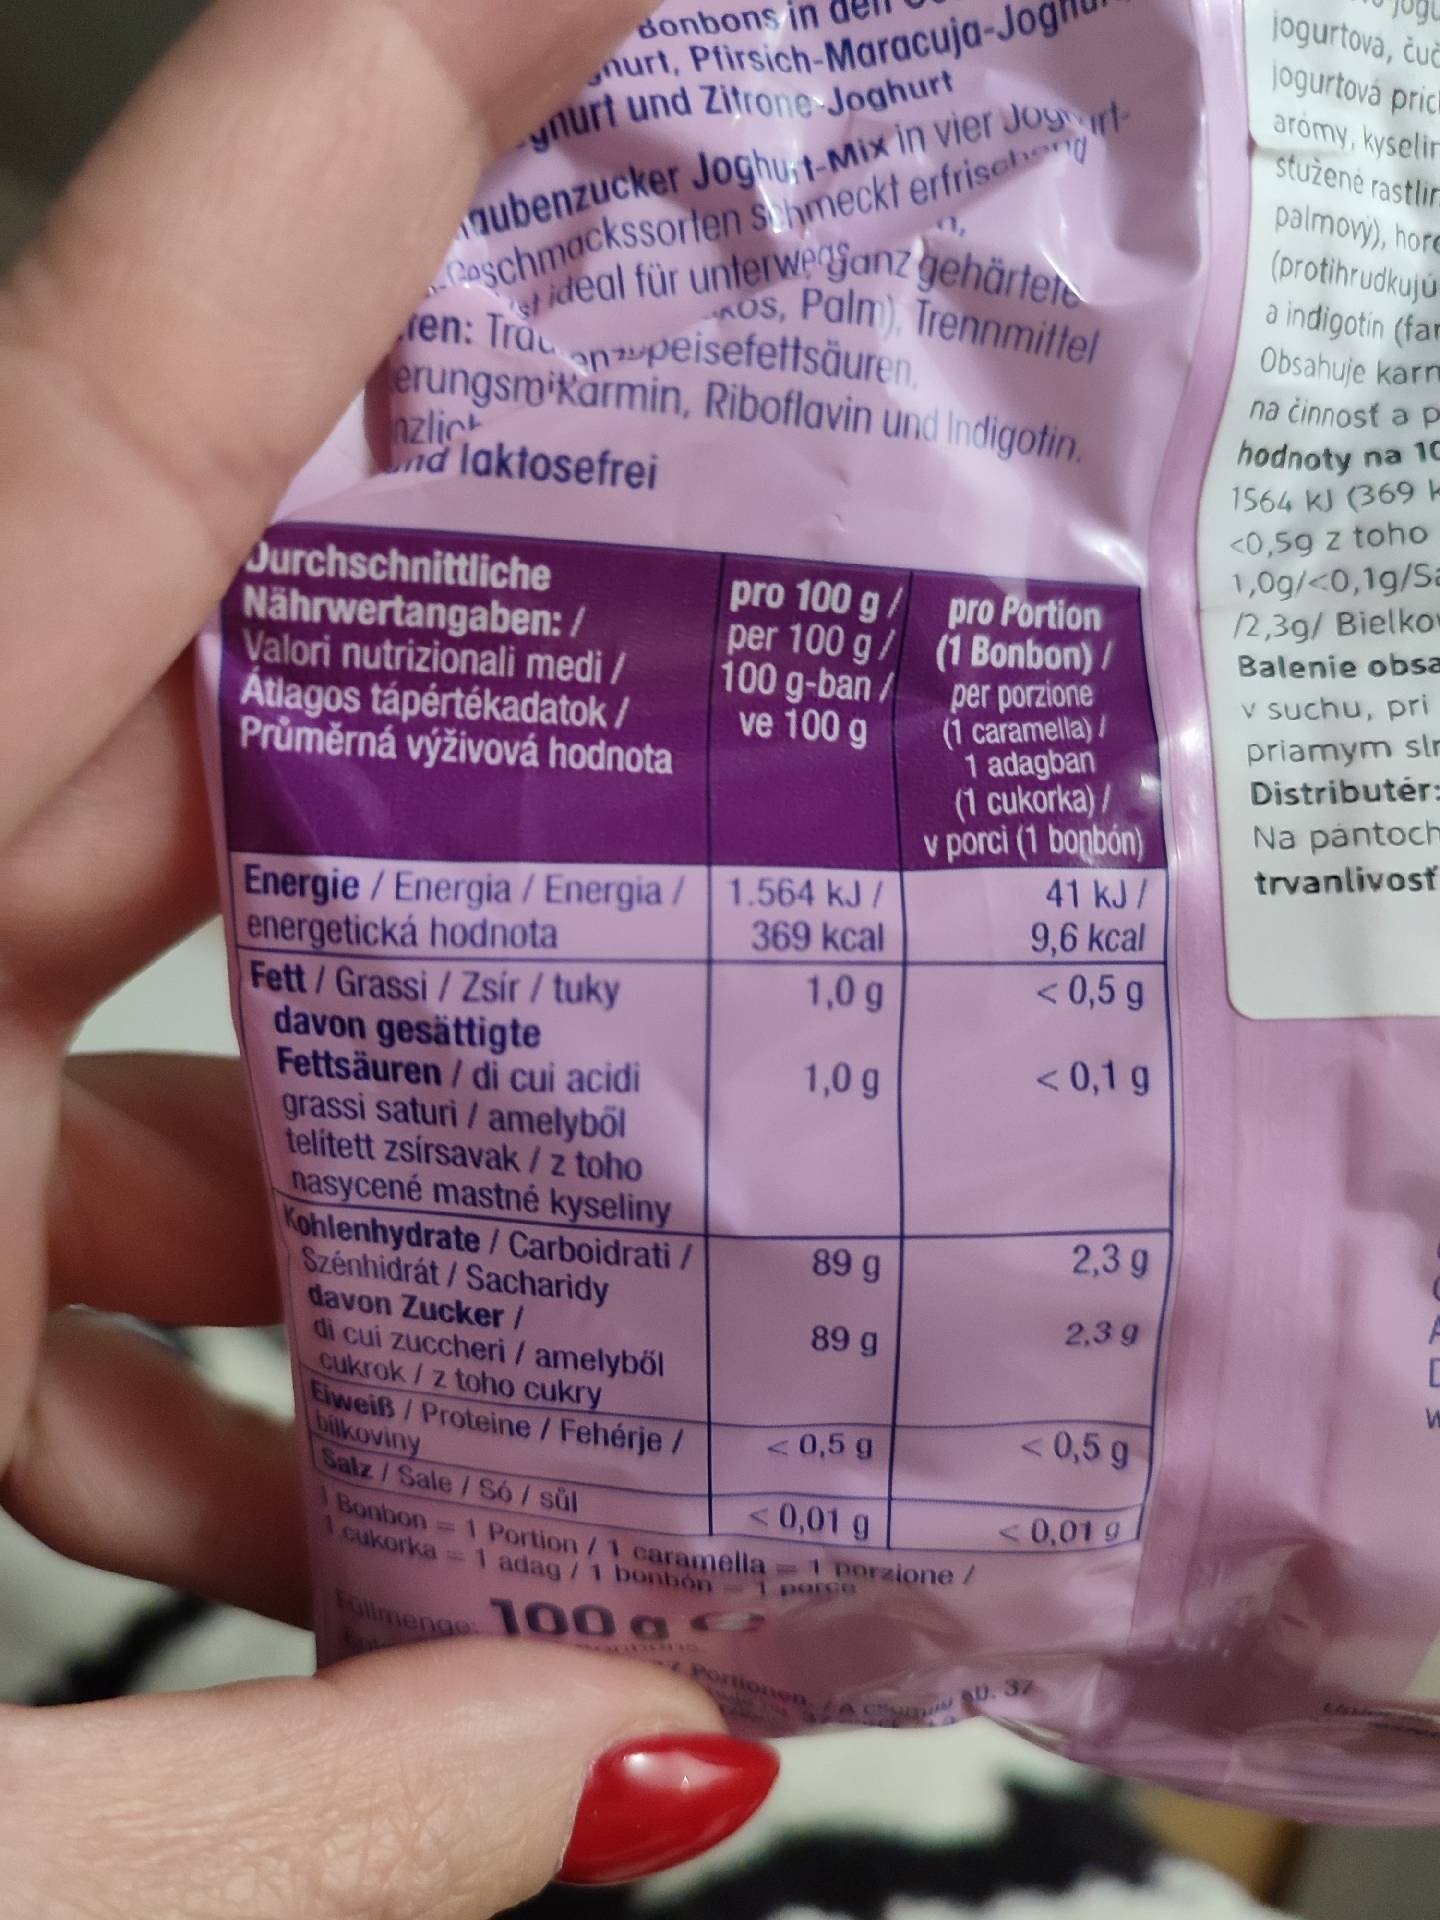 Bonbons in den
hurt, Pfirsich-Maracuja-Joghu
ghurt und Zitrone-Joghurt
aubenzucker Joghurt-Mix in vier Joghurt-
Geschmackssorten schmeckt erfrischend
ist ideal für unterwegs
ganz gehärtete
kos, Palm), Trennmittel
ten: Trau
speisefettsäuren,
Karmin, Riboflavin und Indigotin.
und laktosefrei
Durchschnittliche
Nährwertangaben: /
Valori nutrizionali medi /
Átlagos tápértékadatok /
Průměrná výživová hodnota
pro 100 g /
per 100 g /
100 g-ban /
ve 100 g
pro Portion
(1 Bonbon) /
per porzione
(1 caramella) /
1 adagban
(1 cukorka) /
v porci (1 bonbón)
Energie / Energia / Energia /
energetická hodnota
1.564 kJ /
369 kcal
41 kJ /
9,6 kcal
Fett / Grassi / Zsír / tuky 1,0 g < 0,5 g
davon gesättigte
Fettsäuren / di cui acidi 1,0 g < 0,1 g
grassi saturi / amelyből
telített zsírsavak / z toho
nasycené mastné kyseliny
Kohlenhydrate / Carboidrati / 89 g 2,3 g
Szénhidrát / Sacharidy
davon Zucker / 89 g 2,3 g
di cui zuccheri / amelyből
cukrok / z toho cukry
Eiweiß / Proteine / Fehérje / < 0,5 g < 0,5 g
bílkoviny
Salz / Sale / Só / sůl < 0,01 g < 0,01 g
1 Bonbon = 1 Portion / 1 caramella = 1 porzione /
1 cukorka = 1 adag / 1 bonbón = 1 porce
Füllmenge: 100 g e
Portionen
jogurtová, čuč
jogurtová príc
arómy, kyselin
stužené rastlin
palmový), hore
(protihrudkujú
a indigotín (far
Obsahuje karm
na činnosť a p
hodnoty na 10
1564 kJ (369 k
<0,5g z toho
1,0g/<0,1g/Sa
/2,3g/ Bielkov
Balenie obsa
v suchu, pri
priamym sln
Distributér:
Na pántoch
trvanlivosť